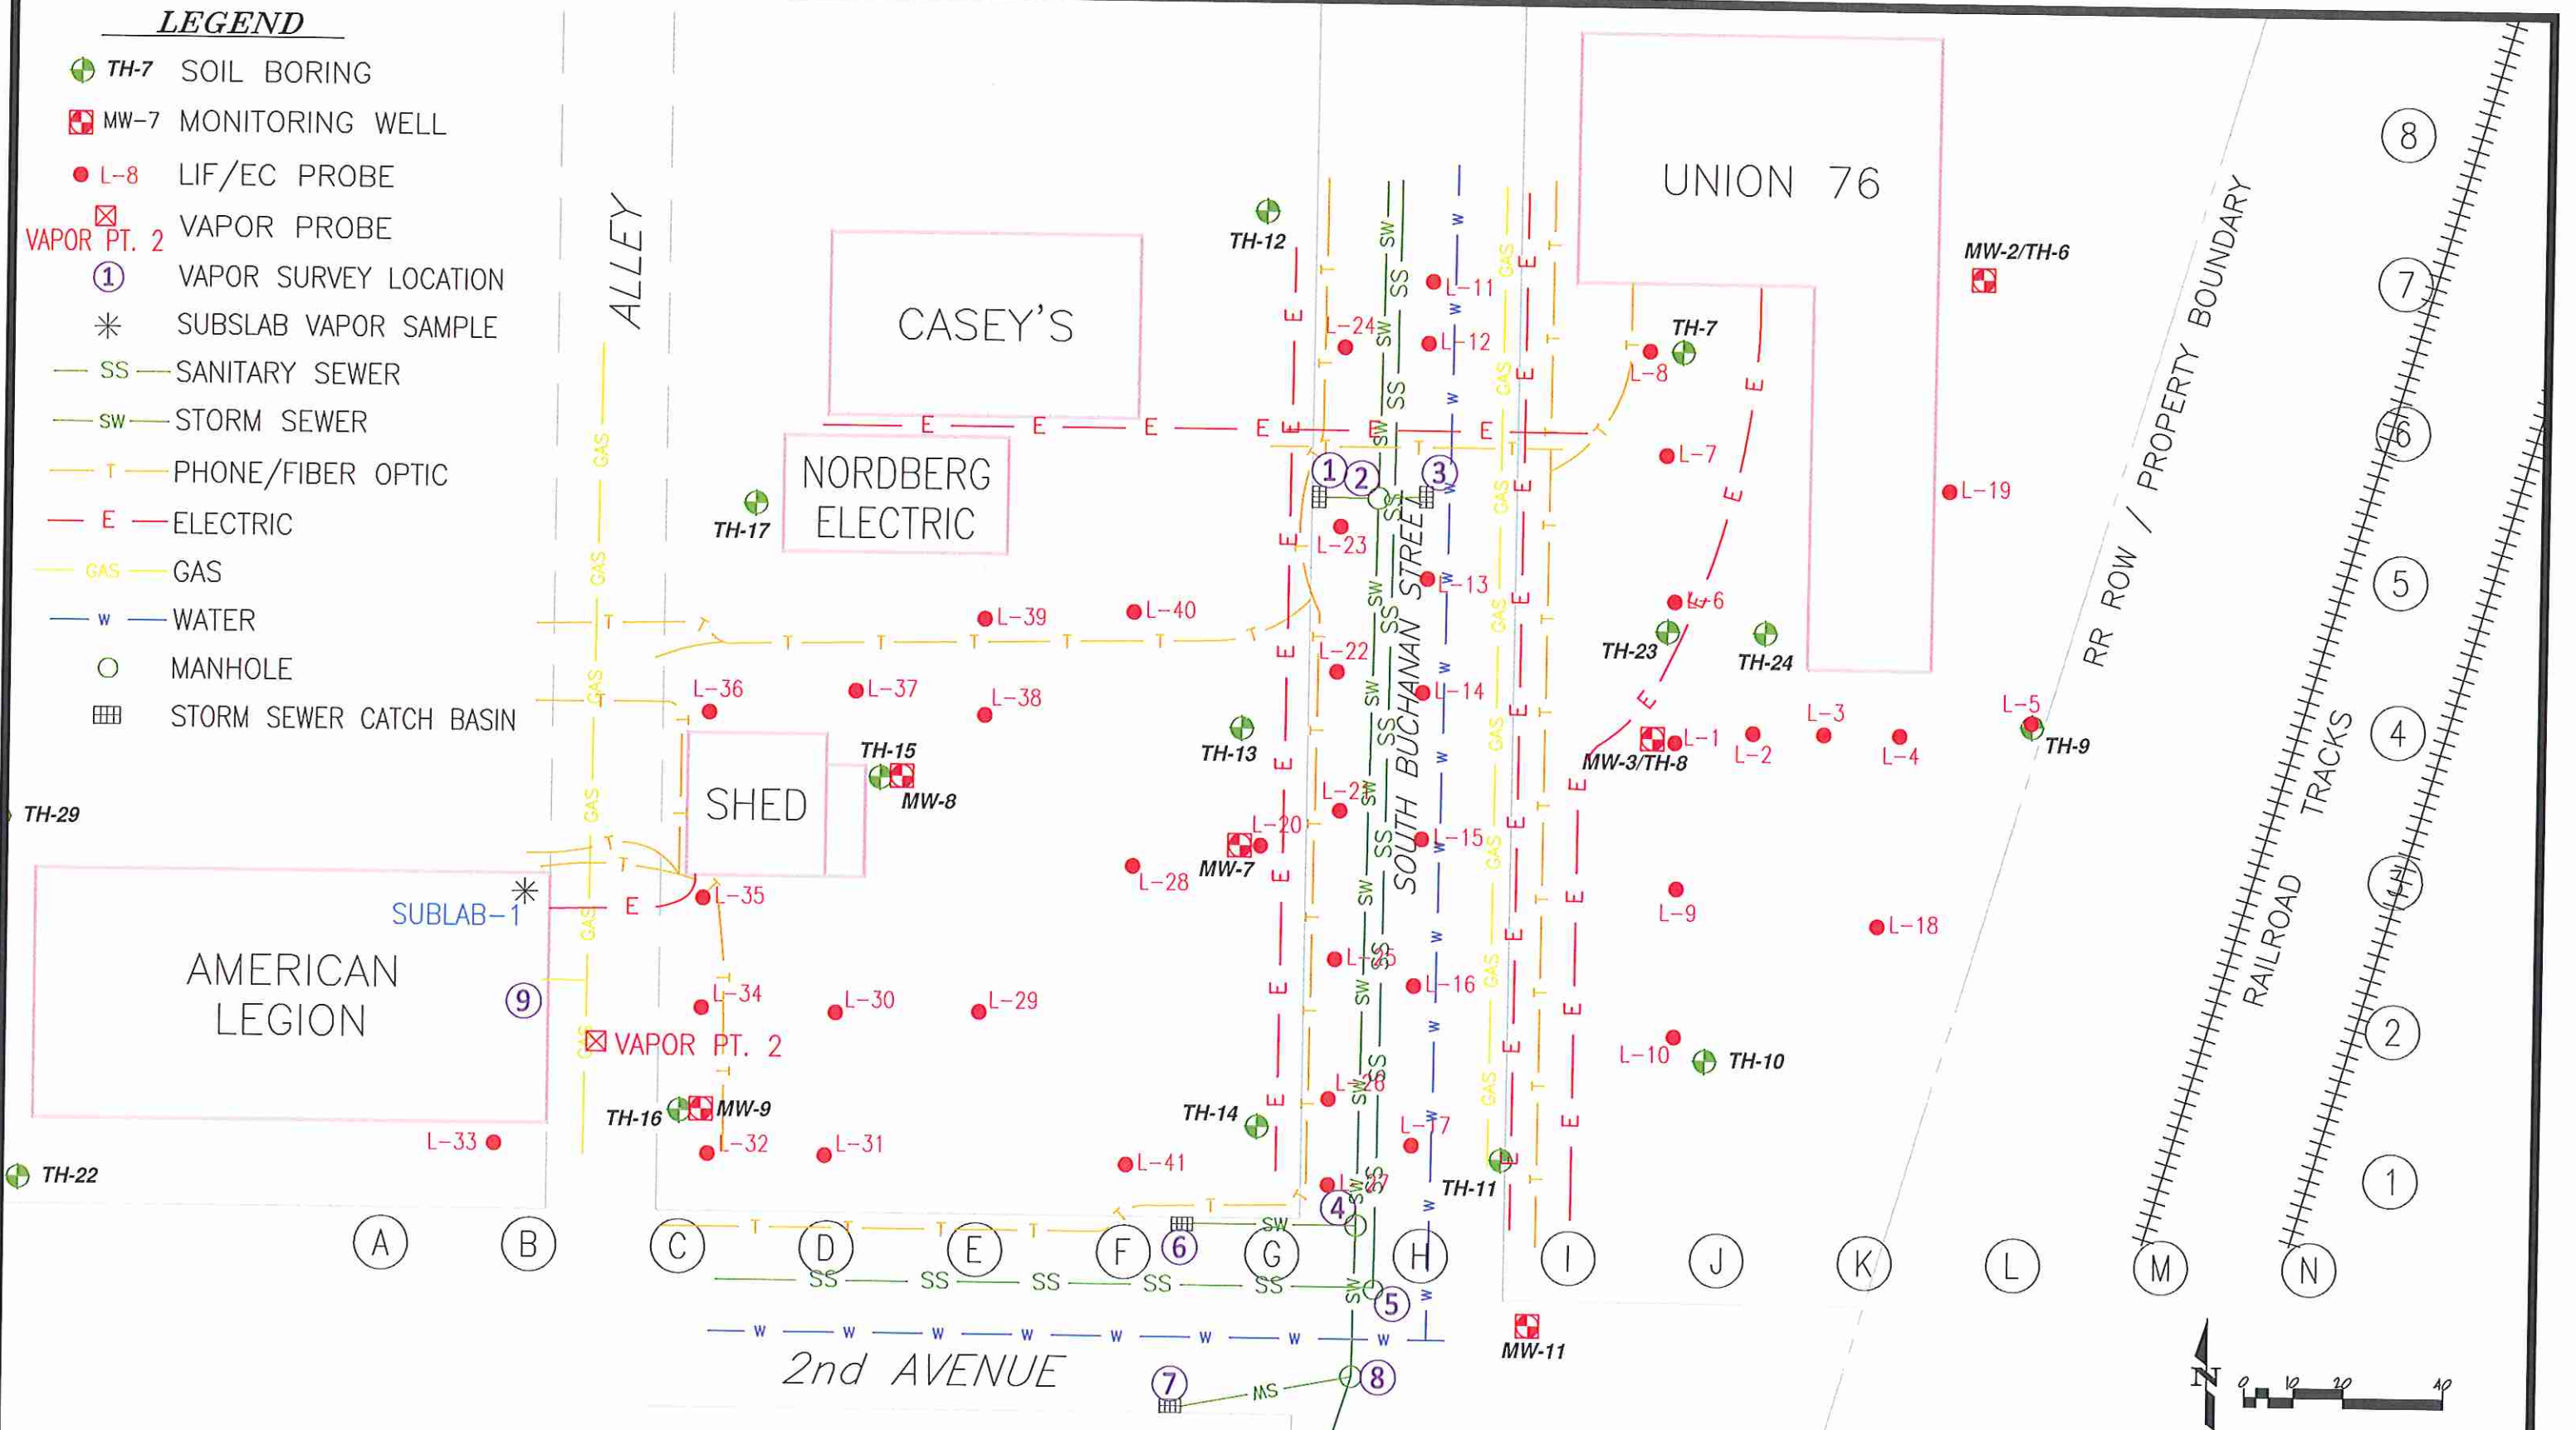 LEGEND
TH-7 SOIL BORING
MW-7 MONITORING WELL
L-8 LIF/EC PROBE
VAPOR PT. 2 VAPOR PROBE
1 VAPOR SURVEY LOCATION
SUBSLAB VAPOR SAMPLE
SS SANITARY SEWER
SW STORM SEWER
T PHONE/FIBER OPTIC
E ELECTRIC
GAS GAS
W WATER
MANHOLE
STORM SEWER CATCH BASIN
ALLEY
CASEY'S
NORDBERG
ELECTRIC
UNION 76
SHED
AMERICAN
LEGION
SUBLAB-1
SOUTH BUCHANAN STREET
2nd AVENUE
RR ROW / PROPERTY BOUNDARY
RAILROAD TRACKS
TH-12
L-11
L-24
L-12
TH-7
L-8
MW-2/TH-6
L-7
L-19
TH-17
1
2
3
L-23
L-13
L-39
L-40
L-6
TH-23
TH-24
L-22
L-14
L-36
L-37
L-38
TH-13
MW-3/TH-8
L-1
L-2
L-3
L-4
L-5
TH-9
TH-15
MW-8
TH-29
L-21
L-20
MW-7
L-15
L-28
L-35
L-9
L-18
L-25
L-16
9
L-34
L-30
L-29
VAPOR PT. 2
L-10
TH-10
TH-16
MW-9
L-26
TH-14
L-17
L-33
L-32
L-31
L-41
TH-22
L-27
TH-11
4
6
5
MW-11
7
8
A
B
C
D
E
F
G
H
I
J
K
L
M
N
8
7
6
5
4
3
2
1
N
0 10 20 40